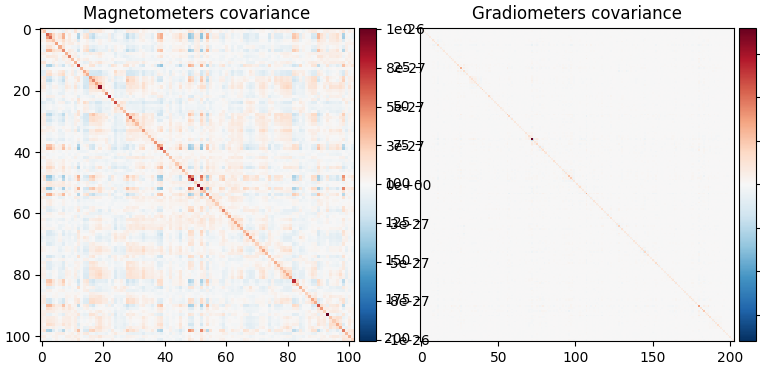 Magnetometers covariance
0
20
40
60
80
100
0 20 40 60 80 100
1e-26
8e-27
5e-27
3e-27
0e+00
-3e-27
-5e-27
-8e-27
-1e-26
Gradiometers covariance
0
25
50
75
100
125
150
175
200
0 50 100 150 200